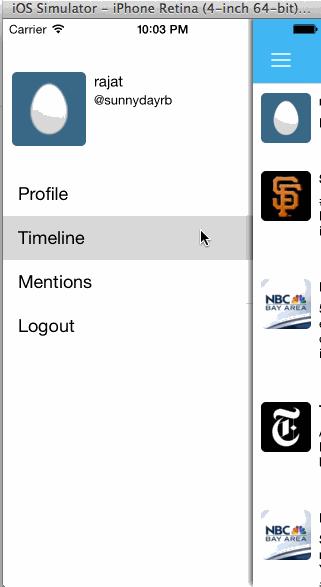 iOS Simulator - iPhone Retina (4-inch 64-bit)...
Carrier 10:03 PM
rajat
@sunnydayrb
Profile
Timeline
Mentions
Logout
SF
NBC
BAY AREA
T
NBC
BAY AREA